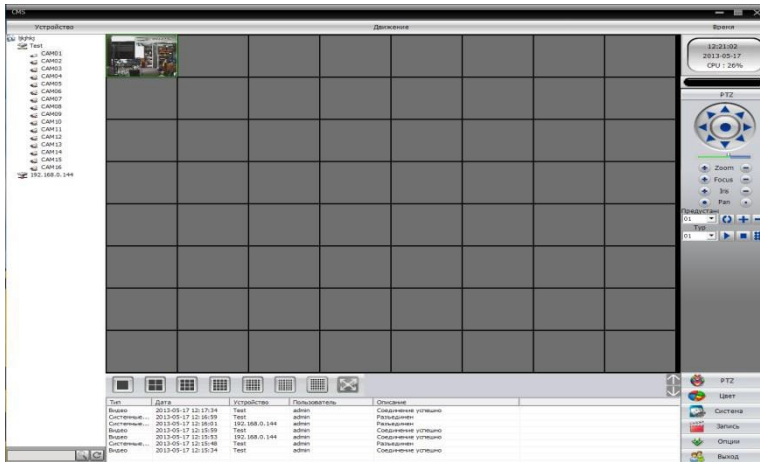 CMS
Устройство
Движение
Время
Test
CAM01
CAM02
CAM03
CAM04
CAM05
CAM06
CAM07
CAM08
CAM09
CAM10
CAM11
CAM12
CAM13
CAM14
CAM15
CAM16
192.168.0.144
12:21:02
2013-05-17
CPU : 26%
PTZ
Zoom
Focus
Iris
Pan
Предустан
01
Тур
01
PTZ
Цвет
Система
Запись
Опции
Выход
Тип Дата Устройство Пользователь Описание
Видео 2013-05-17 12:17:34 Test admin Соединение успешно
Системные... 2013-05-17 12:16:59 Test admin Разъединен
Системные... 2013-05-17 12:16:01 192.168.0.144 admin Разъединен
Видео 2013-05-17 12:15:59 Test admin Соединение успешно
Видео 2013-05-17 12:15:53 192.168.0.144 admin Соединение успешно
Системные... 2013-05-17 12:15:48 Test admin Разъединен
Видео 2013-05-17 12:15:34 Test admin Соединение успешно